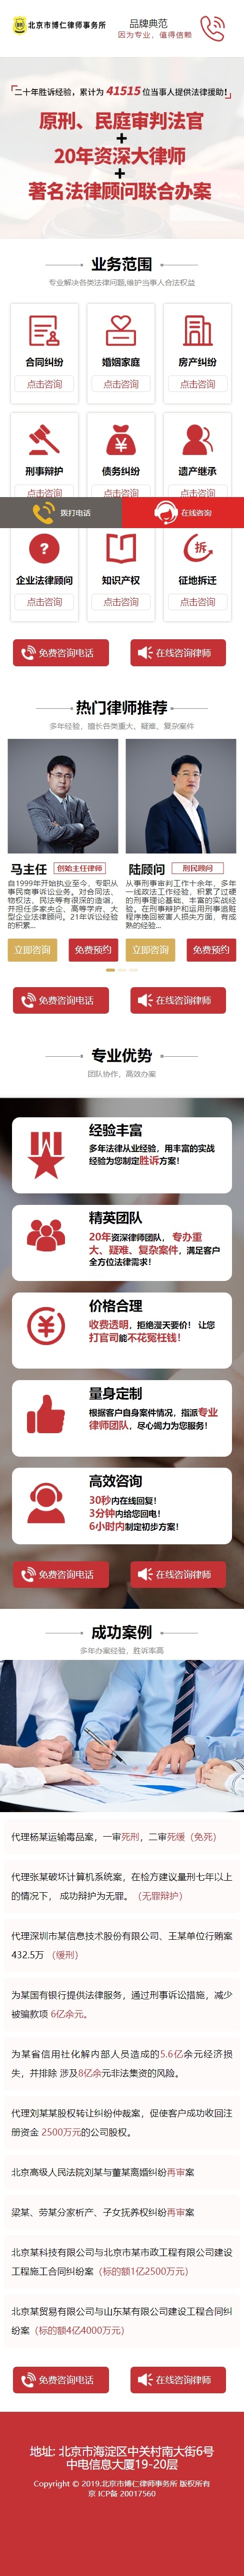 北京市博仁律师事务所
品牌典范
因为专业，值得信赖
二十年胜诉经验，累计为 41515 位当事人提供法律援助！
原刑、民庭审判法官
+
20年资深大律师
+
著名法律顾问联合办案
业务范围
专业解决各类法律问题,维护当事人合法权益
合同纠纷 婚姻家庭 房产纠纷
点击咨询 点击咨询 点击咨询
刑事辩护 债务纠纷 遗产继承
点击咨询 点击咨询 点击咨询
拨打电话 在线咨询
? 拆
企业法律顾问 知识产权 征地拆迁
点击咨询 点击咨询 点击咨询
免费咨询电话 在线咨询律师
热门律师推荐
多年经验，擅长各类重大、疑难、复杂案件
马主任 创始主任律师
自1999年开始执业至今，专职从
事民商事诉讼业务。对合同法、
物权法、民法等有很深的造诣，
并担任多家央企、高等学府、大
型企业法律顾问。21年诉讼经验
的积累...
立即咨询 免费预约
陆顾问 刑民顾问
从事刑事审判工作十余年，多年
一线政法工作经验，积累了过硬
的刑事理论基础、丰富的实战经
验。在刑事辩护和运用刑事追赃
程序挽回被害人损失方面，有成
熟的经验...
立即咨询 免费预约
免费咨询电话 在线咨询律师
专业优势
团队协作，高效办案
经验丰富
多年法律从业经验，用丰富的实战
经验为您制定胜诉方案！
精英团队
20年资深律师团队， 专办重
大、疑难、复杂案件，满足客户
全方位法律需求！
价格合理
收费透明，拒绝漫天要价！ 让您
打官司能不花冤枉钱！
量身定制
根据客户自身案件情况，指派专业
律师团队，尽心竭力为您服务！
高效咨询
30秒内在线回复！
3分钟内给您回电！
6小时内制定初步方案！
免费咨询电话 在线咨询律师
成功案例
多年办案经验，胜诉率高
代理杨某运输毒品案，一审死刑，二审死缓（免死）
代理张某破坏计算机系统案，在检方建议量刑七年以上
的情况下， 成功辩护为无罪。（无罪辩护）
代理深圳市某信息技术股份有限公司、王某单位行贿案
432.5万 （缓刑）
为某国有银行提供法律服务，通过刑事诉讼措施，减少
被骗款项 6亿余元。
为某省信用社化解内部人员造成的5.6亿余元经济损
失，并排除 涉及8亿余元非法集资的风险。
代理刘某某股权转让纠纷仲裁案，促使客户成功收回注
册资金 2500万元的公司股权。
北京高级人民法院刘某与董某离婚纠纷再审案
梁某、劳某分家析产、子女抚养权纠纷再审案
北京某科技有限公司与北京市某市政工程有限公司建设
工程施工合同纠纷案（标的额1亿2500万元）
北京某贸易有限公司与山东某有限公司建设工程合同纠
纷案（标的额4亿4000万元）
免费咨询电话 在线咨询律师
地址: 北京市海淀区中关村南大街6号
中电信息大厦19-20层
Copyright © 2019.北京市博仁律师事务所 版权所有
京 ICP备 20017560